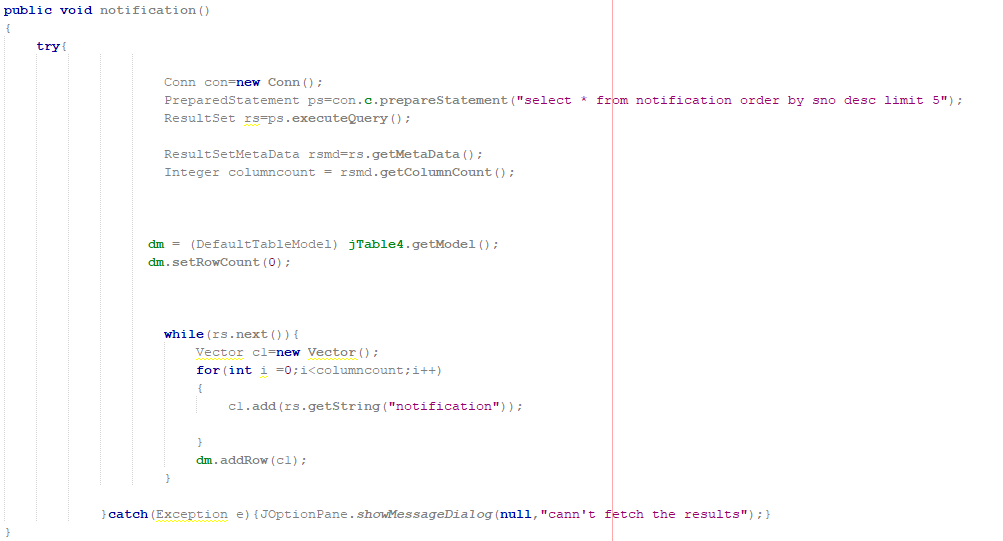 public void notification()
{
try{
Conn con=new Conn();
PreparedStatement ps=con.c.prepareStatement("select * from notification order by sno desc limit 5");
ResultSet rs=ps.executeQuery();
ResultSetMetaData rsmd=rs.getMetaData();
Integer columncount = rsmd.getColumnCount();
dm = (DefaultTableModel) jTable4.getModel();
dm.setRowCount(0);
while(rs.next()){
Vector cl=new Vector();
for(int i =0;i<columncount;i++)
{
cl.add(rs.getString("notification"));
}
dm.addRow(cl);
}
}catch(Exception e){JOptionPane.showMessageDialog(null,"cann't fetch the results");}
}